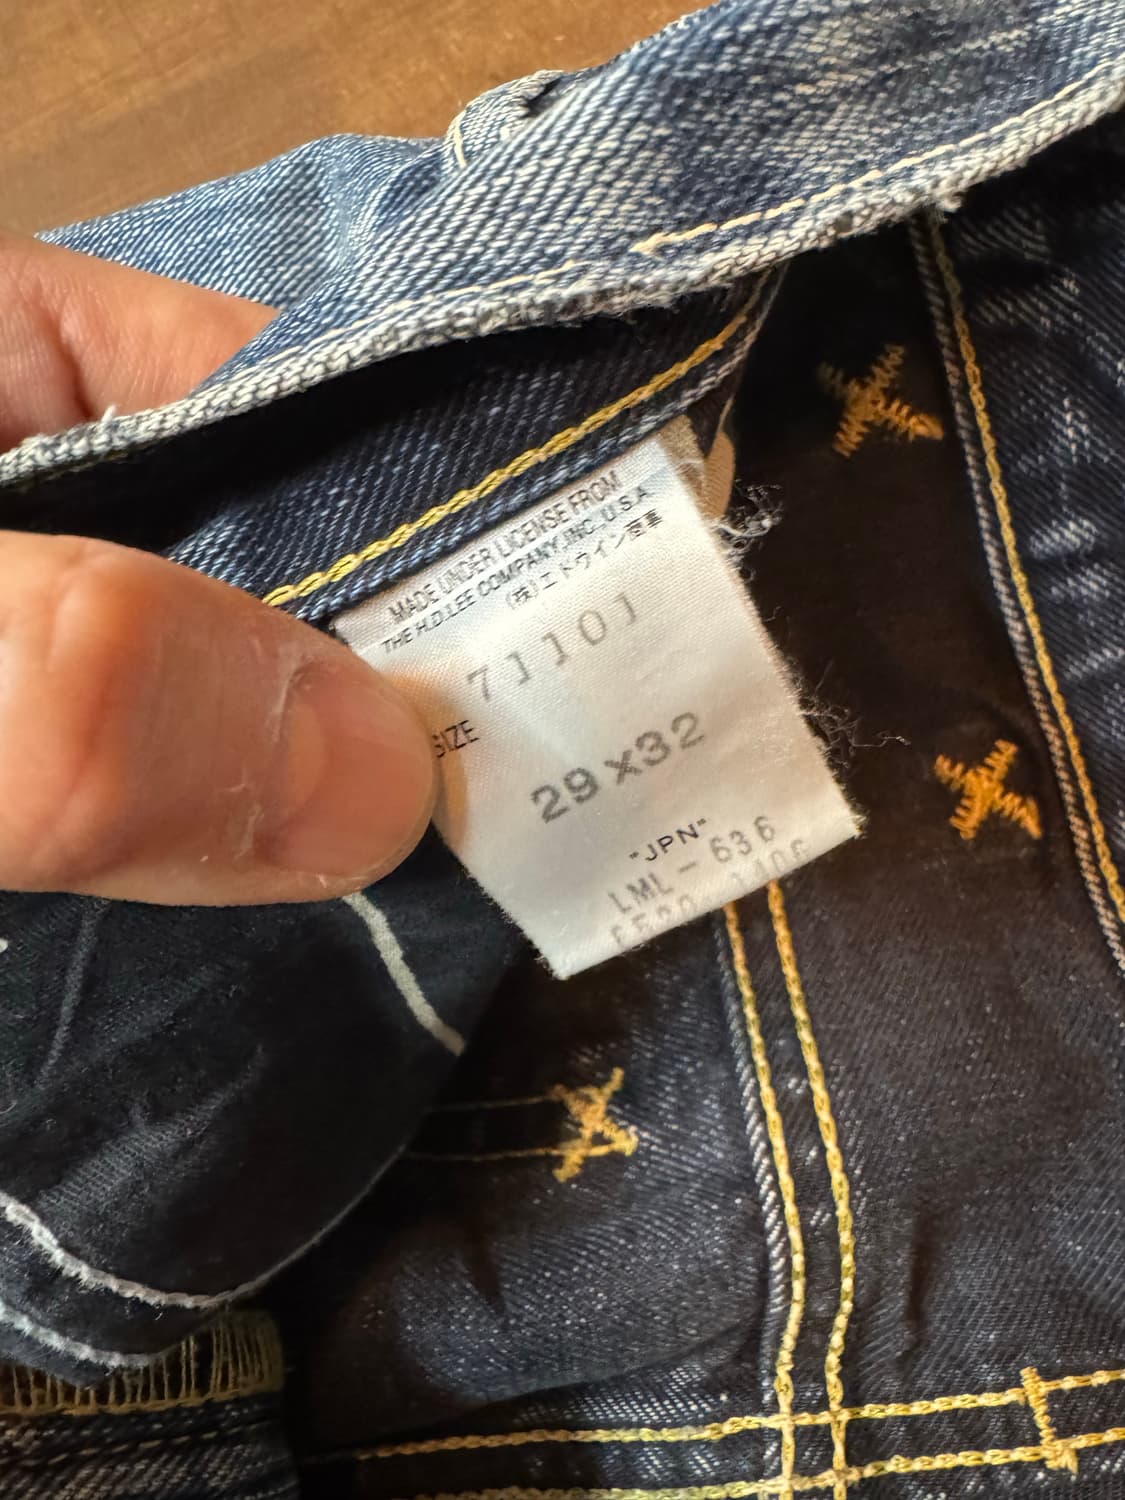 MADE UNDER LICENSE FROM
THE H.D.LEE COMPANY.INC. U.S.A
(株)エドウイン商事
71101
SIZE
29x32
"JPN"
LML-636